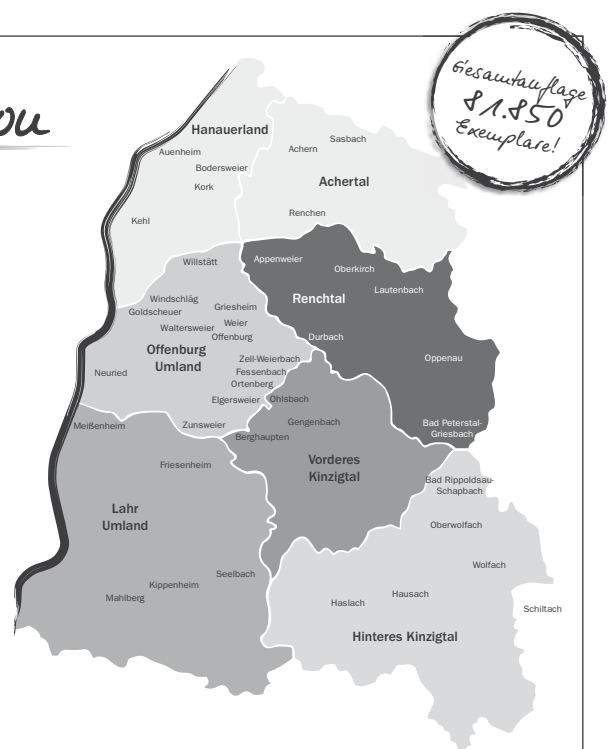 ou
Gesamtauflage
81.850
Exemplare!
Hanauerland
Auenheim
Bodersweier
Kork
Kehl
Sasbach
Achern
Achertal
Renchen
Willstätt
Appenweier
Oberkirch
Lautenbach
Renchtal
Durbach
Oppenau
Bad Peterstal-
Griesbach
Windschläg
Goldscheuer
Griesheim
Weier
Waltersweier
Offenburg
Offenburg
Umland
Zell-Weierbach
Fessenbach
Ortenberg
Neuried
Elgersweier
Ohlsbach
Zunsweier
Gengenbach
Berghaupten
Vorderes
Kinzigtal
Meißenheim
Friesenheim
Lahr
Umland
Seelbach
Kippenheim
Mahlberg
Bad Rippoldsau-
Schapbach
Oberwolfach
Wolfach
Hausach
Haslach
Schiltach
Hinteres Kinzigtal